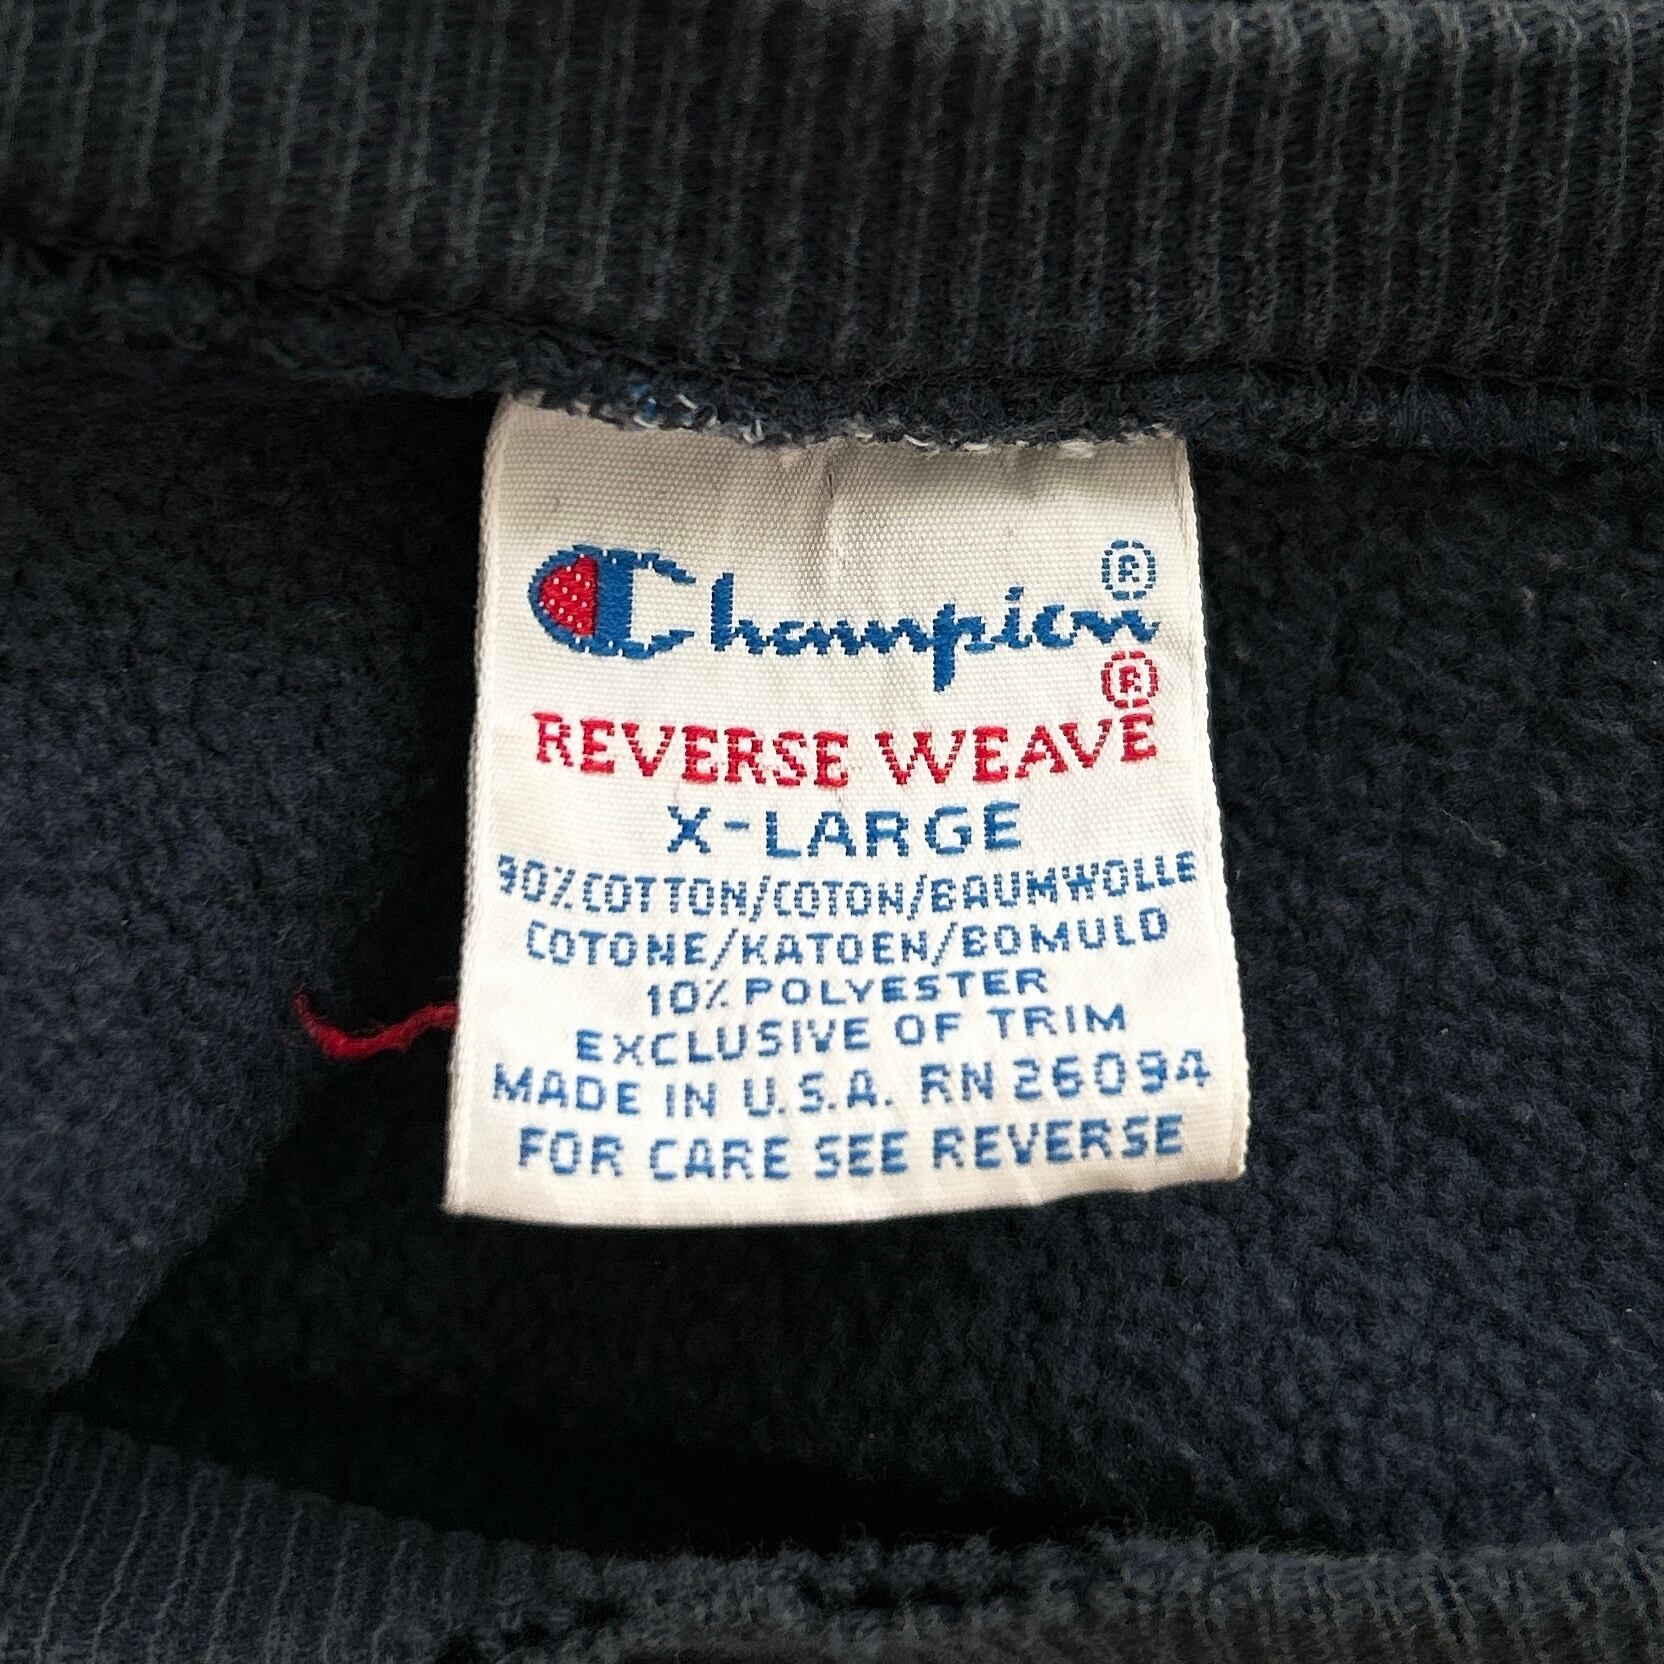 Champion®
REVERSE WEAVE®
X-LARGE
90% COTTON/COTON/BAUMWOLLE
COTONE/KATOEN/BOMULD
10% POLYESTER
EXCLUSIVE OF TRIM
MADE IN U.S.A. RN 26094
FOR CARE SEE REVERSE